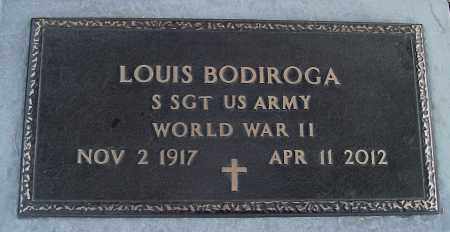 LOUIS BODIROGA
S SGT US ARMY
WORLD WAR II
NOV 2 1917 APR 11 2012